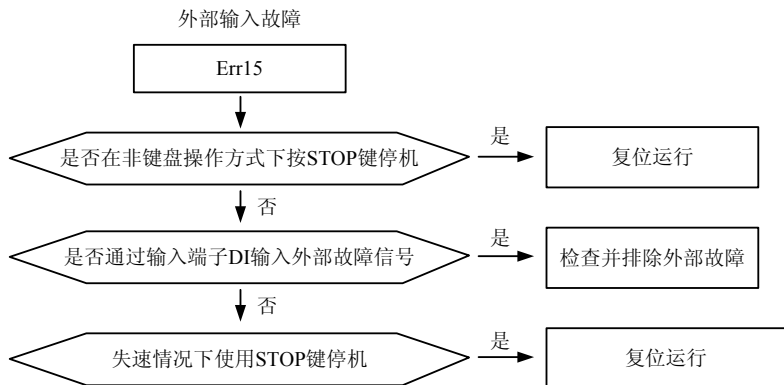 外部输入故障
Err15
是否在非键盘操作方式下按STOP键停机
是
复位运行
否
是否通过输入端子DI输入外部故障信号
是
检查并排除外部故障
否
失速情况下使用STOP键停机
是
复位运行